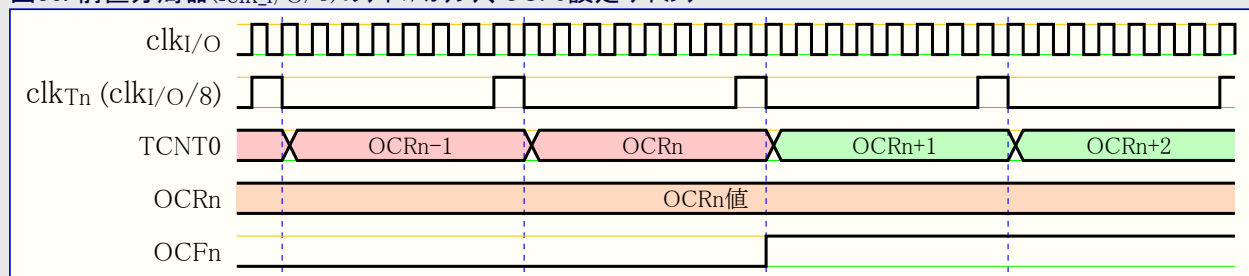 clkI/O
clkTn (clkI/O/8)
TCNT0 OCRn-1 OCRn OCRn+1 OCRn+2
OCRn OCRn値
OCFn